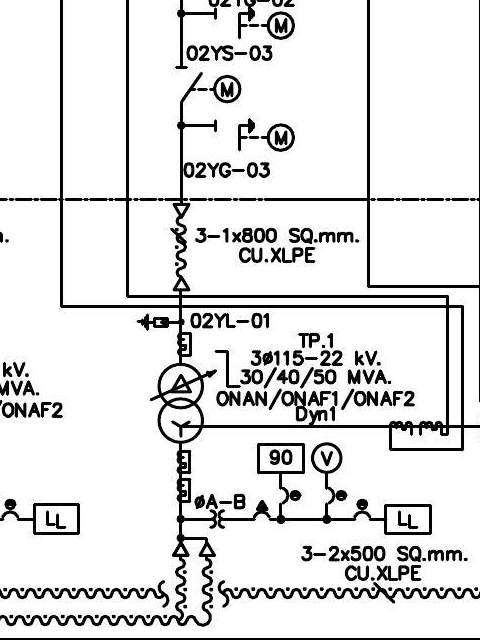 02YG-02
M
02YS-03
M
M
02YG-03
3-1x800 SQ.mm.
CU.XLPE
02YL-01
TP.1
3ø115-22 kV.
30/40/50 MVA.
ONAN/ONAF1/ONAF2
Dyn1
kV.
MVA.
/ONAF2
90
V
øA-B
LL
LL
3-2x500 SQ.mm.
CU.XLPE